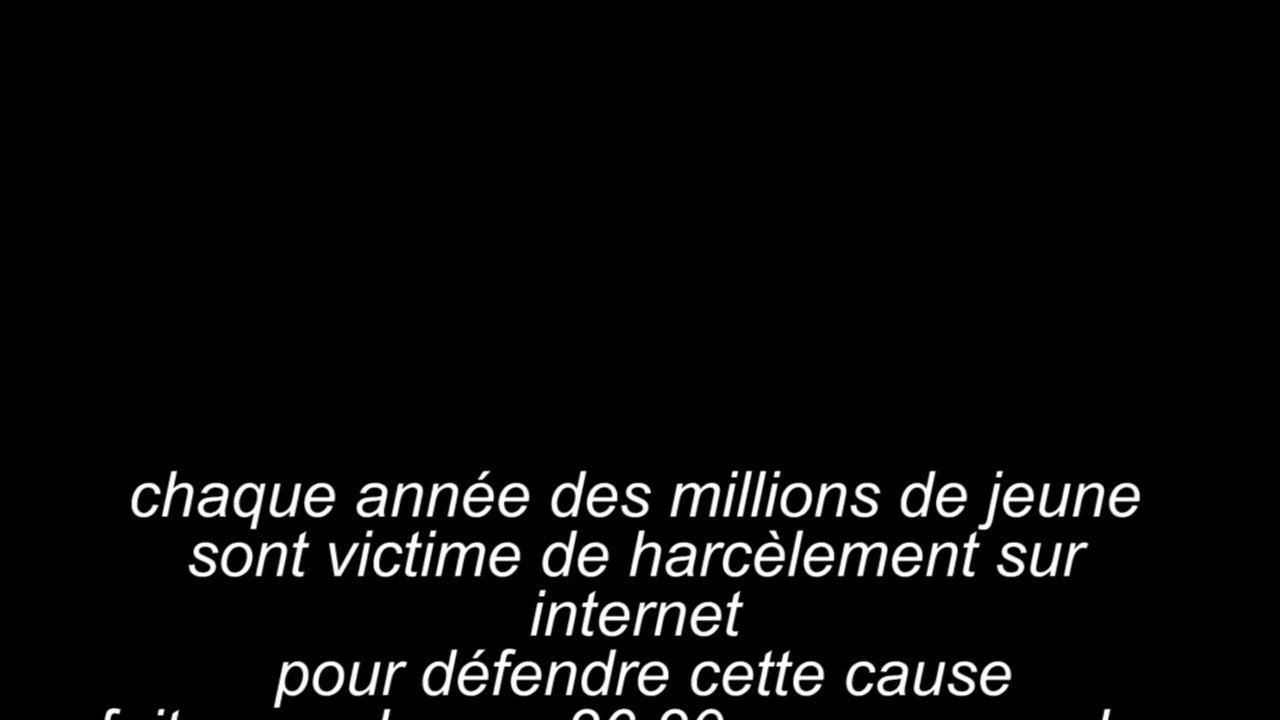 chaque année des millions de jeune
sont victime de harcèlement sur
internet
pour défendre cette cause